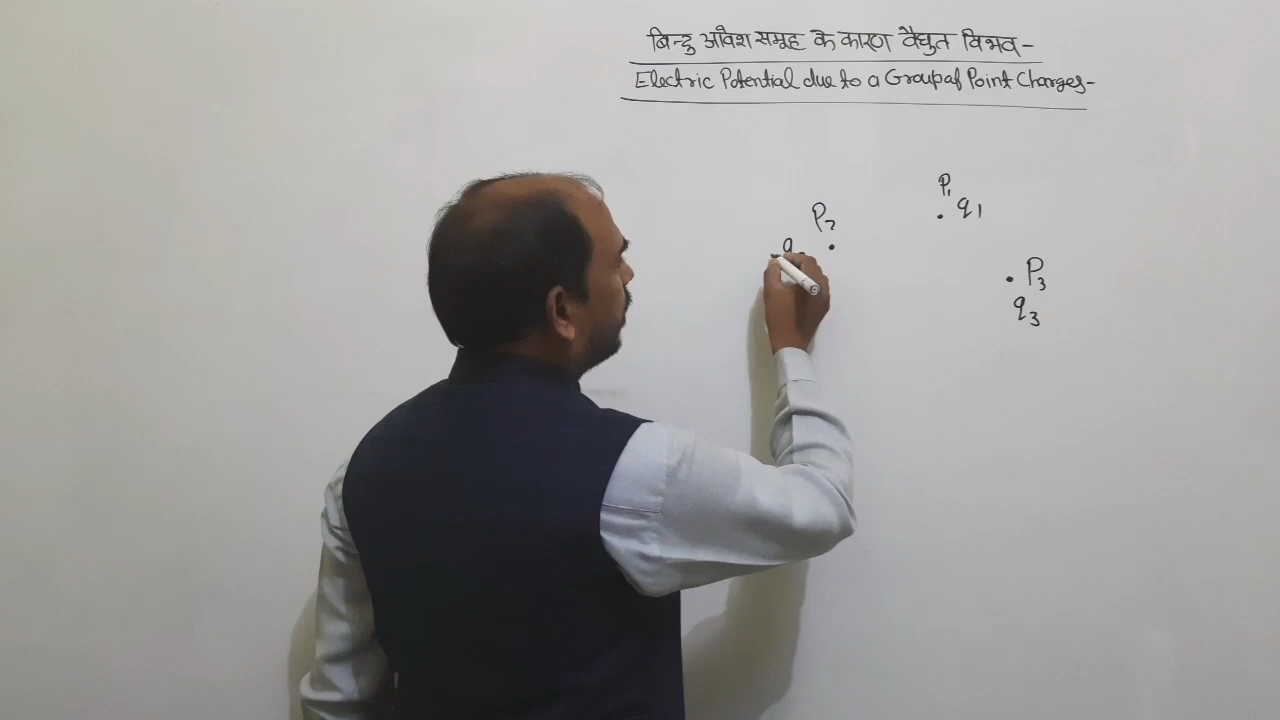 बिन्दु आवेश समूह के कारण वैद्युत विभव-
Electric Potential due to a Group of Point Charges-
P1
q1
P2
q
P3
q3